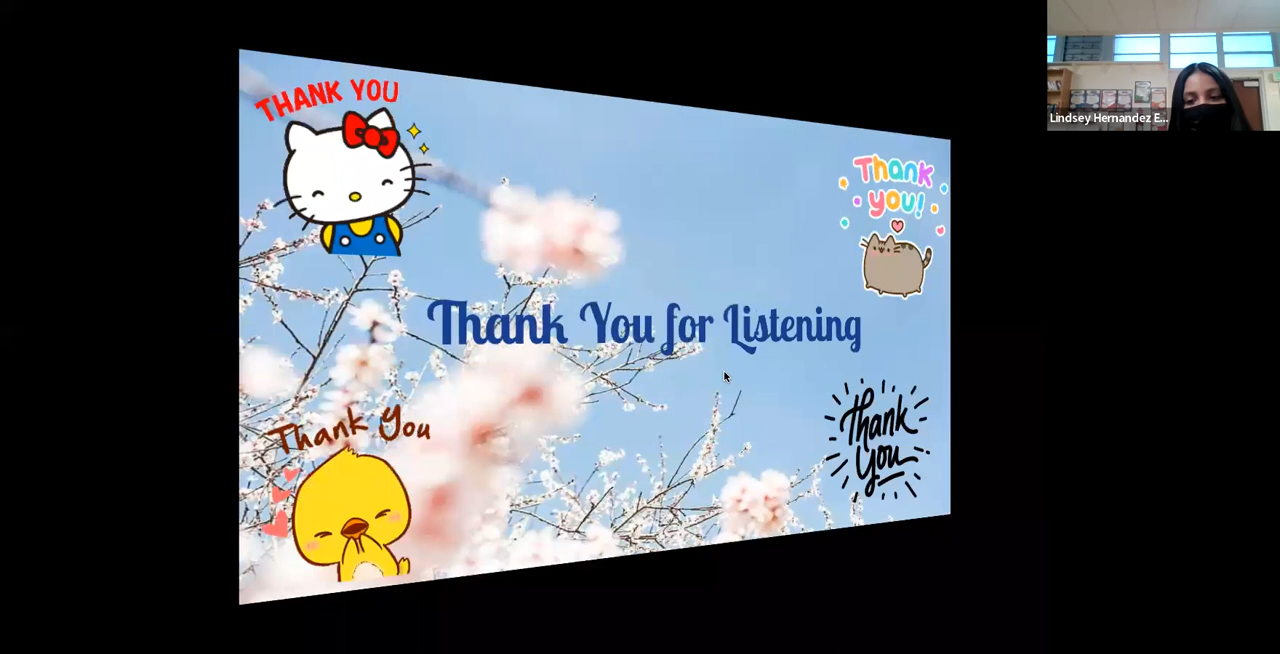 THANK YOU
Thank
you!
Thank You for Listening
Thank You
Thank
You
Lindsey Hernandez E...